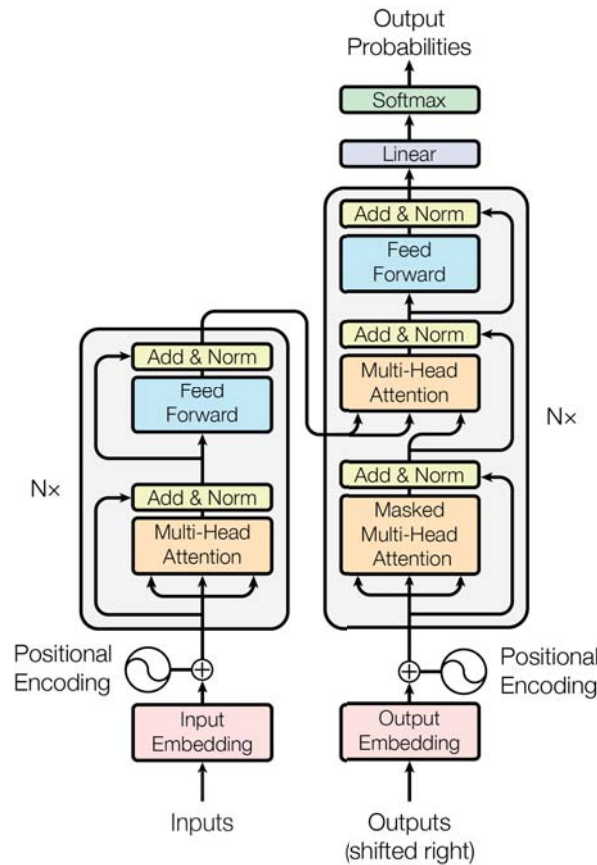 Output
Probabilities
Softmax
Linear
Add & Norm
Feed
Forward
Add & Norm
Multi-Head
Attention
Add & Norm
Masked
Multi-Head
Attention
N×
Add & Norm
Feed
Forward
Add & Norm
Multi-Head
Attention
N×
Positional
Encoding
Positional
Encoding
Input
Embedding
Output
Embedding
Inputs
Outputs
(shifted right)